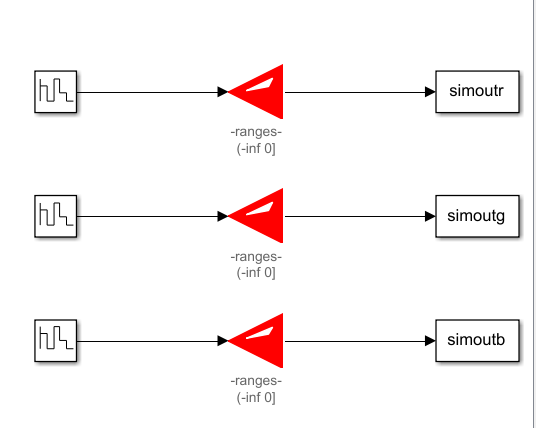 simoutr
-ranges-
(-inf 0]
simoutg
-ranges-
(-inf 0]
simoutb
-ranges-
(-inf 0]